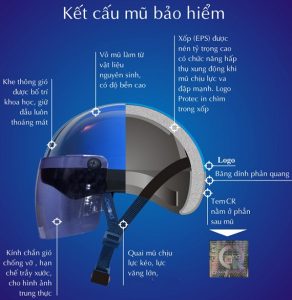 Kết cấu mũ bảo hiểm
Xốp (EPS) được
nén tỷ trọng cao
có chức năng hấp
thụ xung động khi
mũ chịu lực va
đập mạnh. Logo
Protec in chìm
trong xốp
Vỏ mũ làm từ
vật liệu
nguyên sinh,
có độ bền cao
Khe thông gió
được bố trí
khoa học, giữ
đầu luôn
thoáng mát
Logo
Băng dính phản quang
Tem CR
nằm ở phần
sau mũ
Kính chắn gió
chống vỡ, hạn
chế trầy xước,
cho hình ảnh
trung thực
Quai mũ chịu
lực kéo, lực
văng lớn,